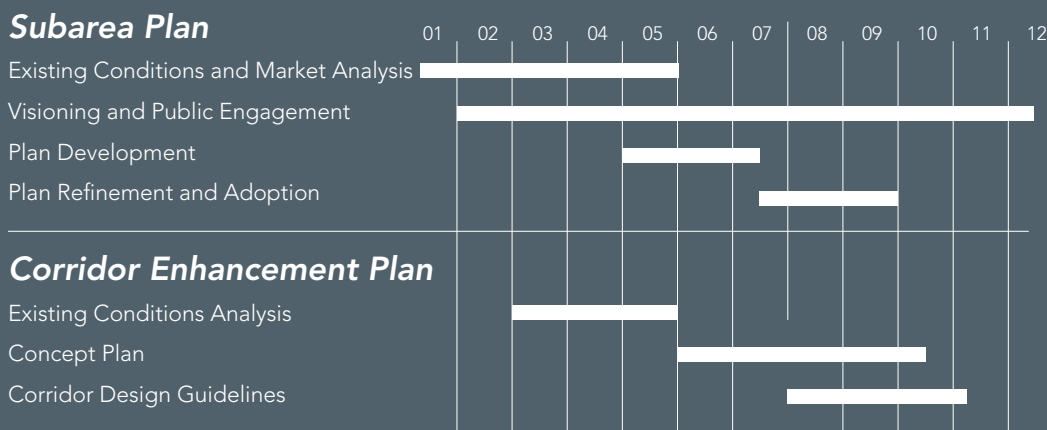 Subarea Plan 01 02 03 04 05 06 07 08 09 10 11 12
Existing Conditions and Market Analysis
Visioning and Public Engagement
Plan Development
Plan Refinement and Adoption
Corridor Enhancement Plan
Existing Conditions Analysis
Concept Plan
Corridor Design Guidelines